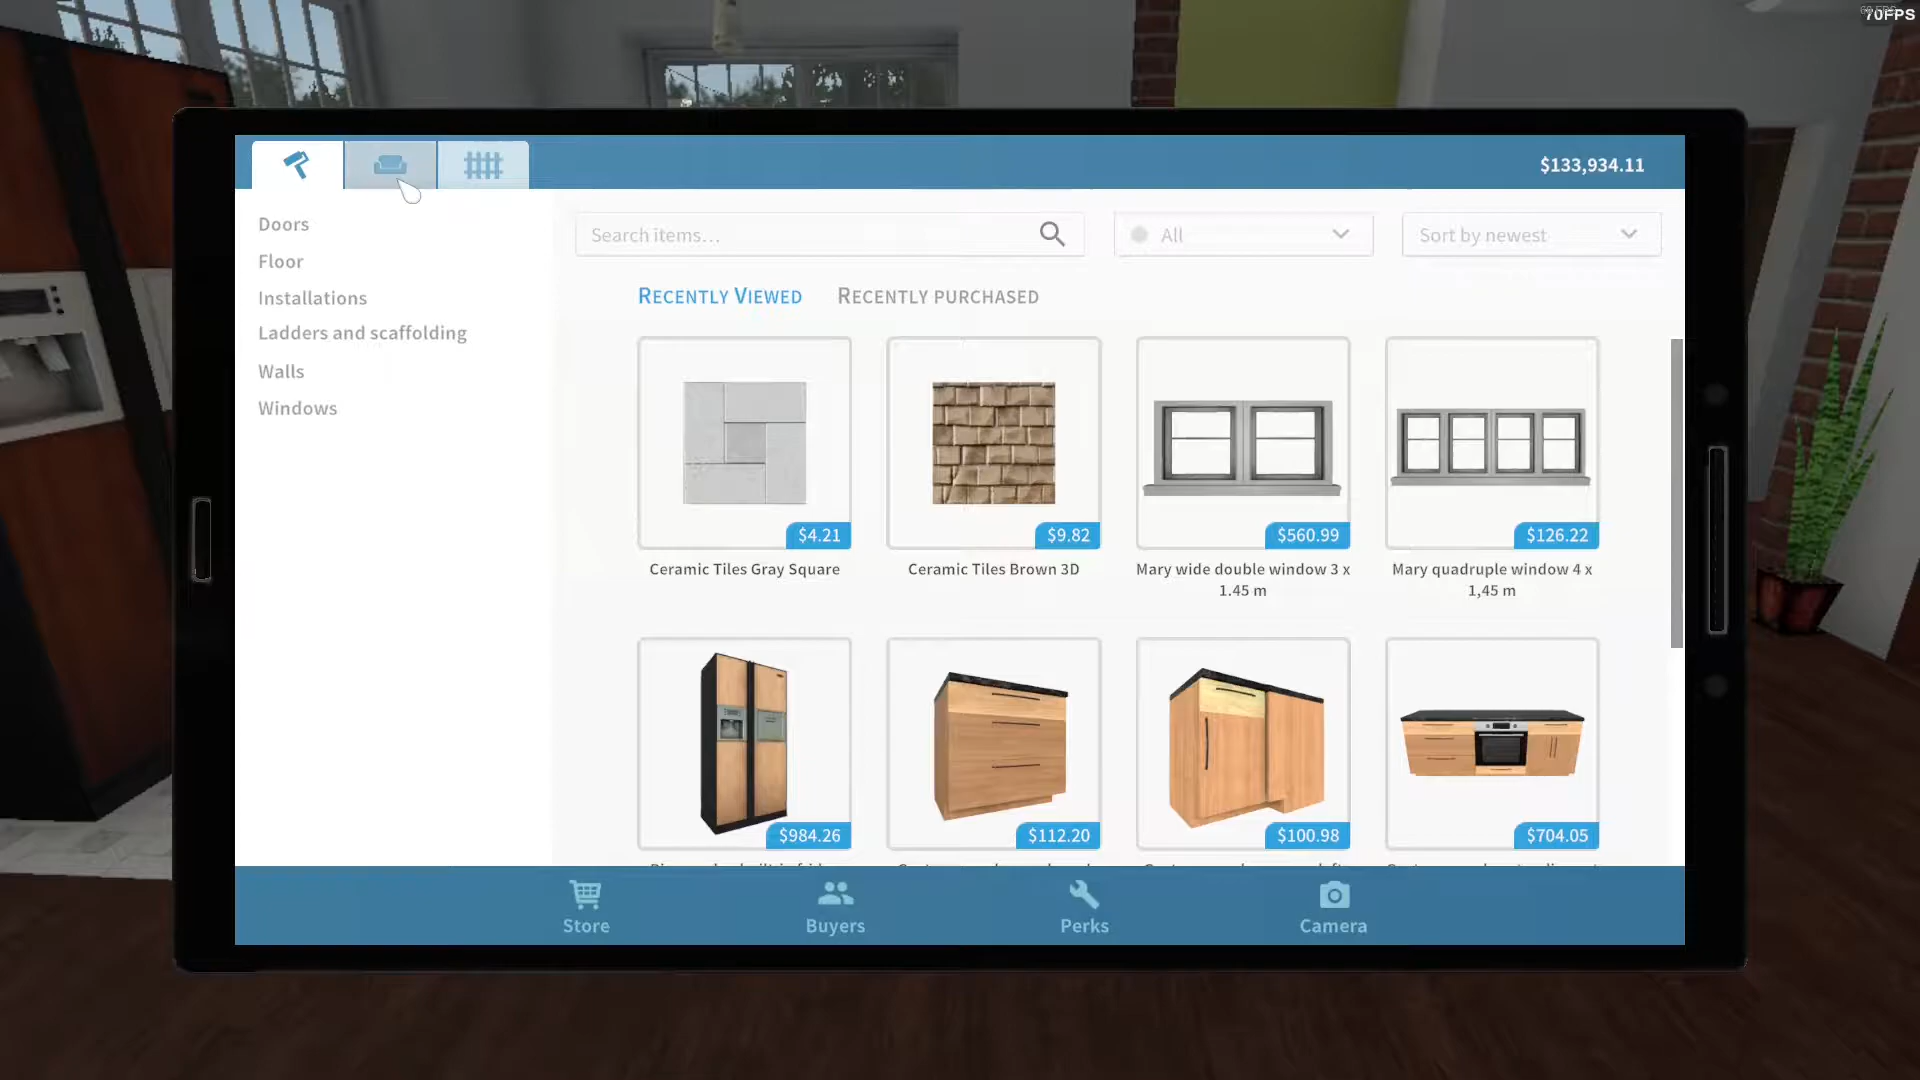 70FPS
$133,934.11
Doors
Floor
Installations
Ladders and scaffolding
Walls
Windows
Search items...
All
Sort by newest
RECENTLY VIEWED
RECENTLY PURCHASED
$4.21
$9.82
$560.99
$126.22
Ceramic Tiles Gray Square
Ceramic Tiles Brown 3D
Mary wide double window 3 x
1.45 m
Mary quadruple window 4 x
1,45 m
$984.26
$112.20
$100.98
$704.05
Store
Buyers
Perks
Camera